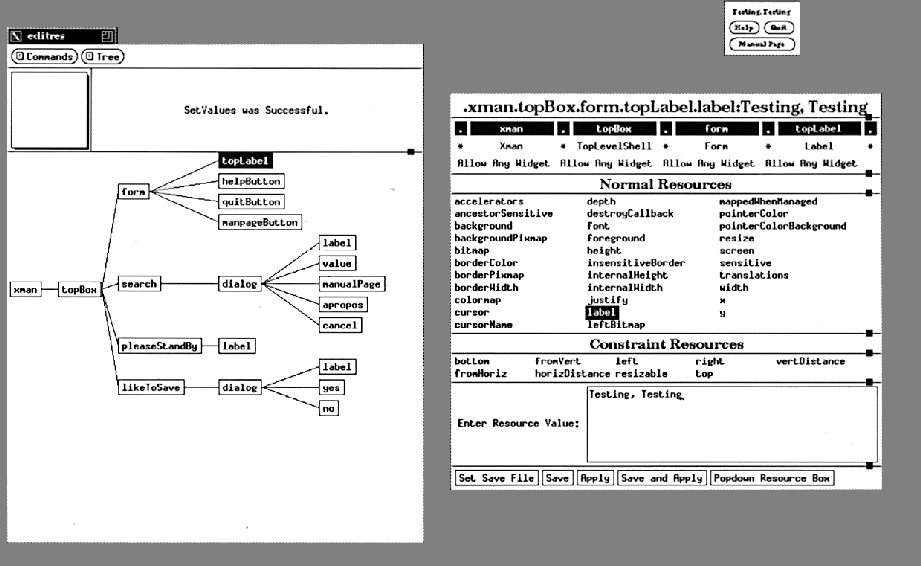 Testing, Testing
Help Quit
Manual Page
editres
Commands Tree
SetValues was Successful.
topLabel
helpButton
form
quitButton
manpageButton
label
value
search dialog manualPage
xman topBox
apropos
cancel
pleaseStandBy label
label
likeToSave dialog yes
no
.xman.topBox.form.topLabel.label:Testing, Testing
. xman . topBox . form . topLabel
* Xman * TopLevelShell * Form * Label *
Allow Any Widget Allow Any Widget Allow Any Widget Allow Any Widget
Normal Resources
accelerators depth mappedWhenManaged
ancestorSensitive destroyCallback pointerColor
background font pointerColorBackground
backgroundPixmap foreground resize
bitmap height screen
borderColor insensitiveBorder sensitive
borderPixmap internalHeight translations
borderWidth internalWidth width
colormap justify x
cursor label y
cursorName leftBitmap
Constraint Resources
bottom fromVert left right vertDistance
fromHoriz horizDistance resizable top
Testing, Testing
Enter Resource Value:
Set Save File Save Apply Save and Apply Popdown Resource Box